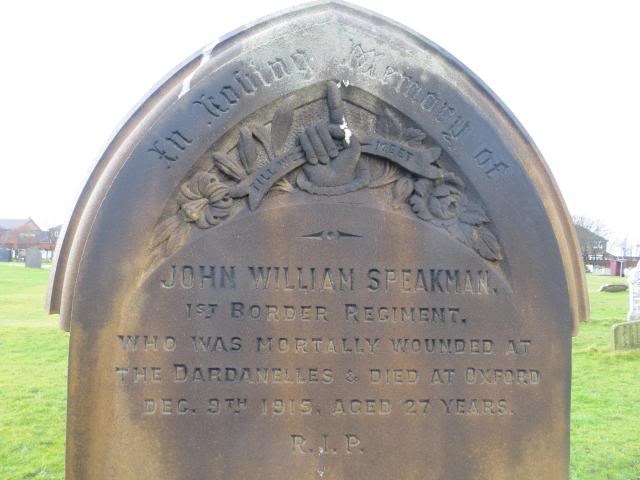 In Loving Memory of
TILL WE MEET
JOHN WILLIAM SPEAKMAN.
1ST BORDER REGIMENT,
WHO WAS MORTALLY WOUNDED AT
THE DARDANELLES & DIED AT OXFORD
DEC. 9TH 1915, AGED 27 YEARS.
R.I.P.